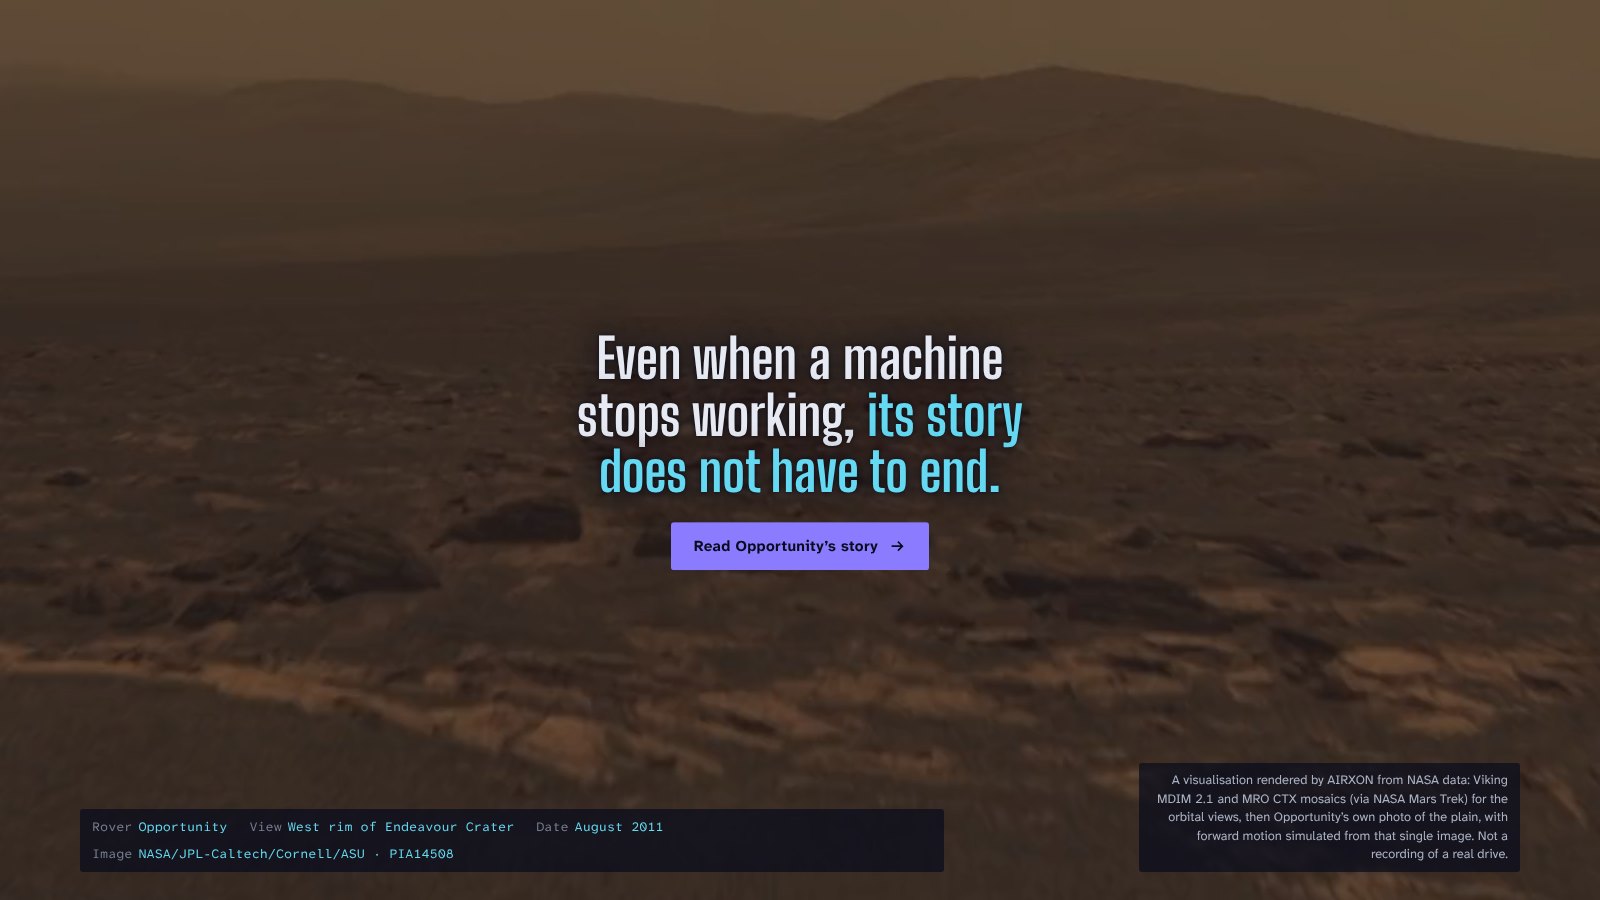 Even when a machine
stops working, its story
does not have to end.
Read Opportunity’s story →
Rover Opportunity View West rim of Endeavour Crater Date August 2011
Image NASA/JPL-Caltech/Cornell/ASU · PIA14508
A visualisation rendered by AIRXON from NASA data: Viking
MDIM 2.1 and MRO CTX mosaics (via NASA Mars Trek) for the
orbital views, then Opportunity’s own photo of the plain, with
forward motion simulated from that single image. Not a
recording of a real drive.